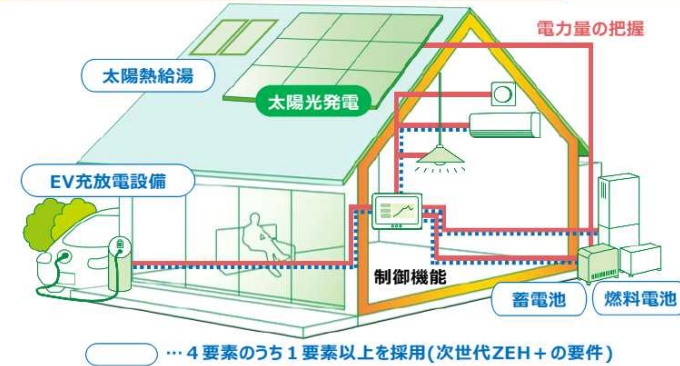 電力量の把握
太陽熱給湯
太陽光発電
EV充放電設備
制御機能
蓄電池
燃料電池
…４要素のうち１要素以上を採用(次世代ZEH＋の要件)